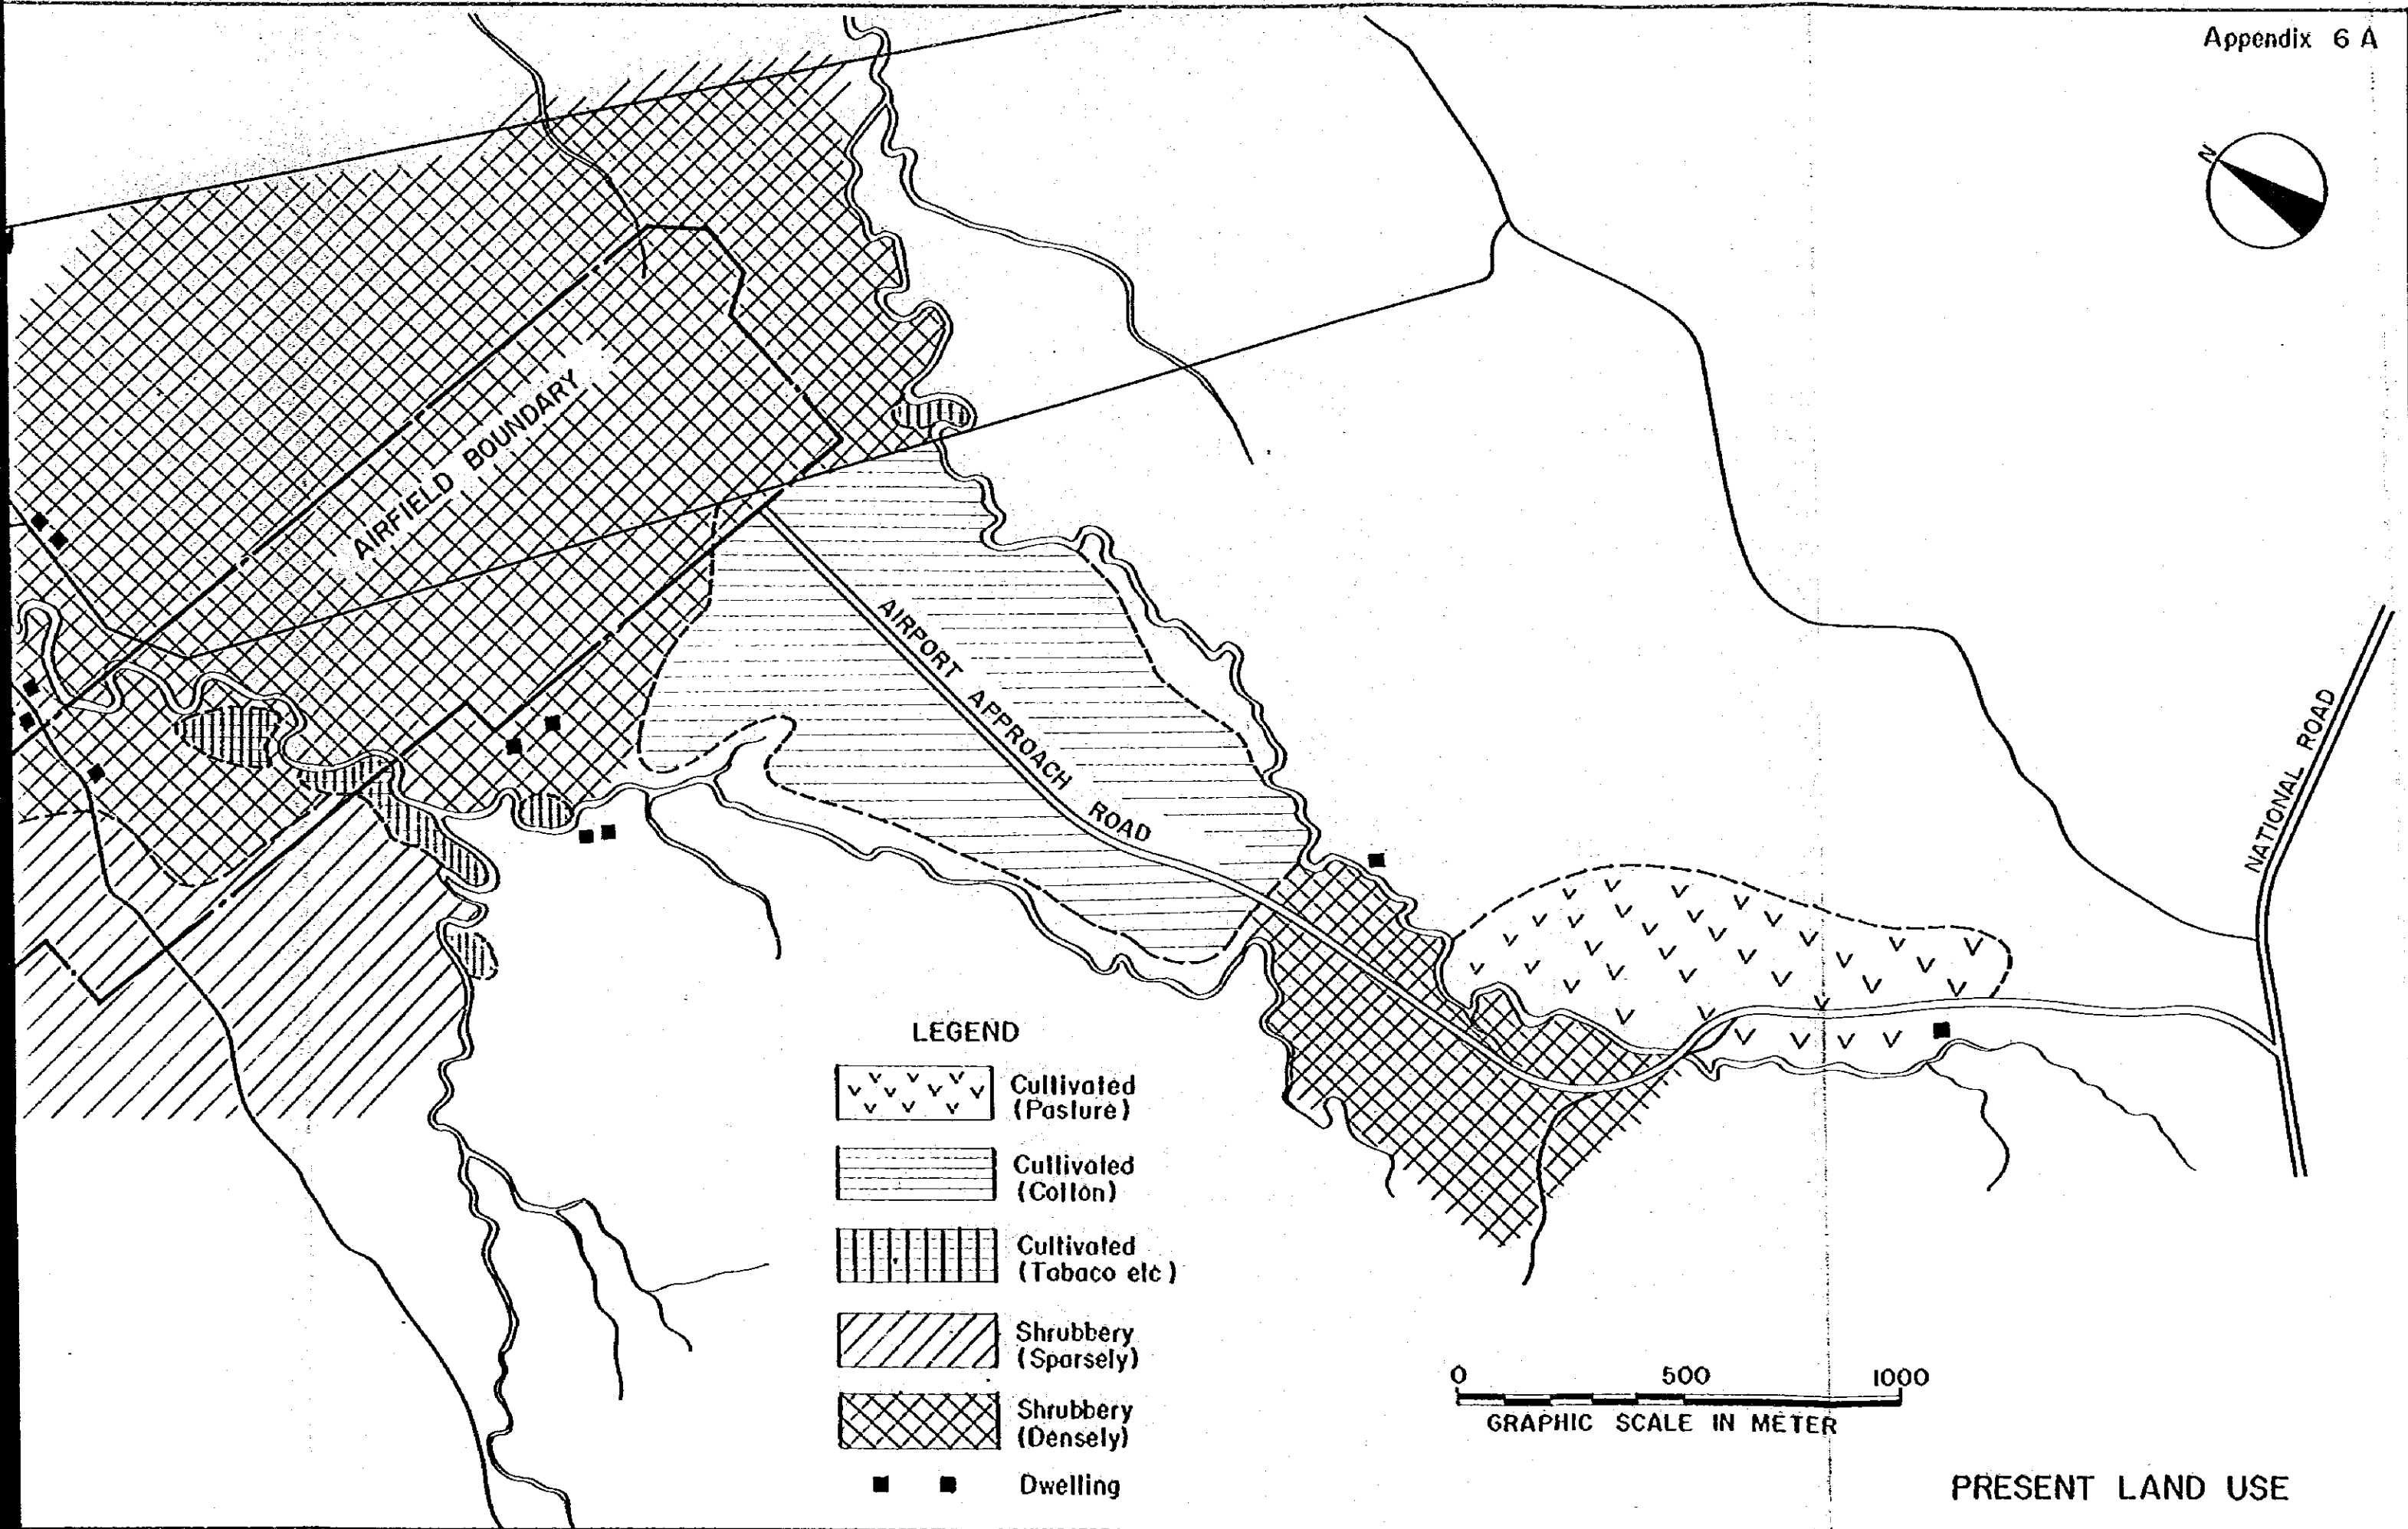 Appendix 6 A
N
AIRFIELD BOUNDARY
AIRPORT APPROACH ROAD
NATIONAL ROAD
LEGEND
Cultivated
(Pasture)
Cultivated
(Cotton)
Cultivated
(Tabaco etc)
Shrubbery
(Sparsely)
Shrubbery
(Densely)
Dwelling
0 500 1000
GRAPHIC SCALE IN METER
PRESENT LAND USE